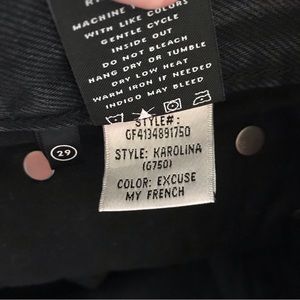 MACHINE
WITH LIKE COLORS
GENTLE CYCLE
INSIDE OUT
DO NOT BLEACH
HANG DRY OR TUMBLE
DRY LOW HEAT
WARM IRON IF NEEDED
INDIGO MAY BLEED
29
STYLE#:
GF4134891750
STYLE: KAROLINA
(G750)
COLOR: EXCUSE
MY FRENCH